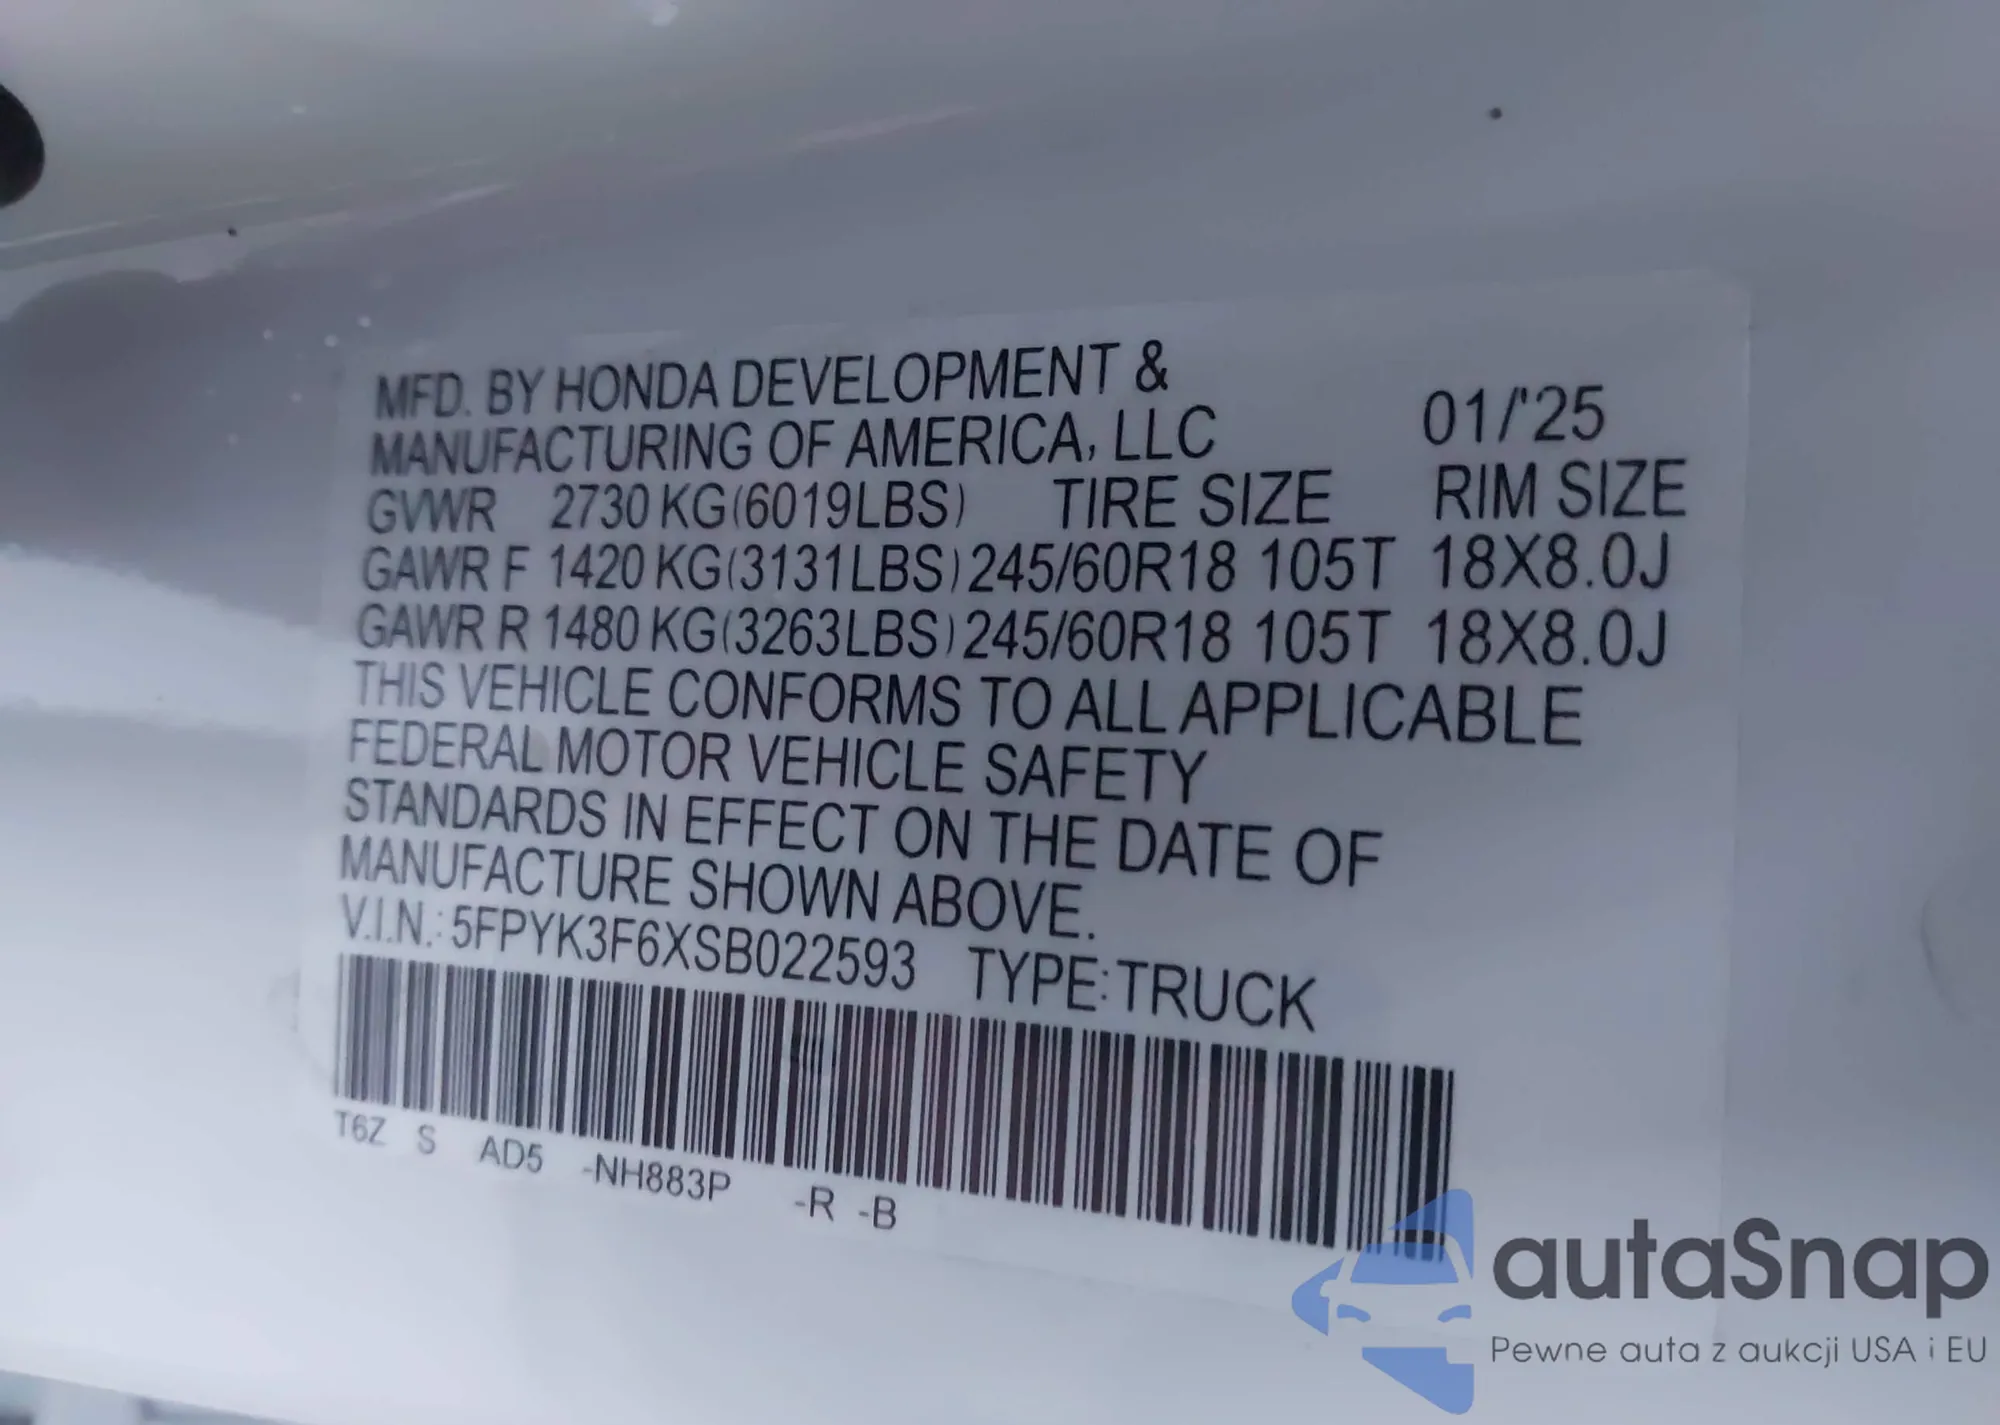 MFD. BY HONDA DEVELOPMENT &
MANUFACTURING OF AMERICA, LLC 01/'25
GVWR 2730 KG(6019LBS) TIRE SIZE RIM SIZE
GAWR F 1420 KG(3131LBS) 245/60R18 105T 18X8.0J
GAWR R 1480 KG(3263LBS) 245/60R18 105T 18X8.0J
THIS VEHICLE CONFORMS TO ALL APPLICABLE
FEDERAL MOTOR VEHICLE SAFETY
STANDARDS IN EFFECT ON THE DATE OF
MANUFACTURE SHOWN ABOVE.
V.I.N.: 5FPYK3F6XSB022593 TYPE:TRUCK
T6Z S AD5 -NH883P -R -B
autaSnap
Pewne auta z aukcji USA i EU